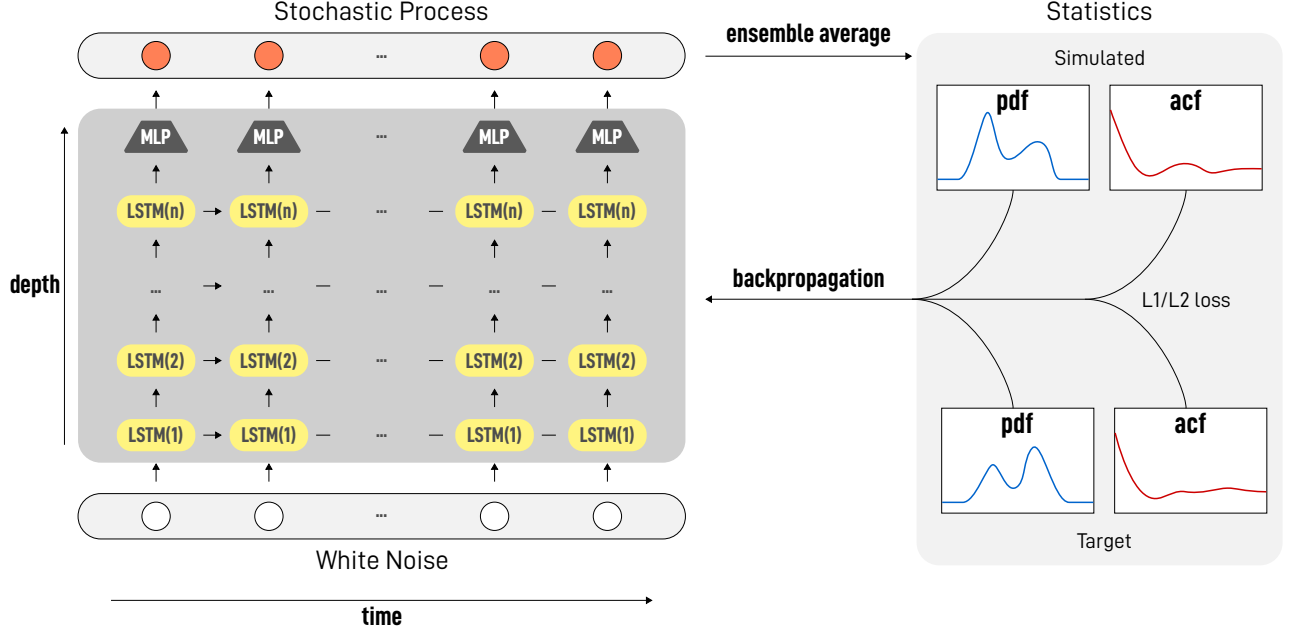 Stochastic Process
...
MLP MLP ... MLP MLP
LSTM(n) LSTM(n) ... LSTM(n) LSTM(n)
... ... ... ... ...
LSTM(2) LSTM(2) ... LSTM(2) LSTM(2)
LSTM(1) LSTM(1) ... LSTM(1) LSTM(1)
...
White Noise
depth
time
ensemble average
backpropagation
Statistics
Simulated
pdf acf
L1/L2 loss
pdf acf
Target